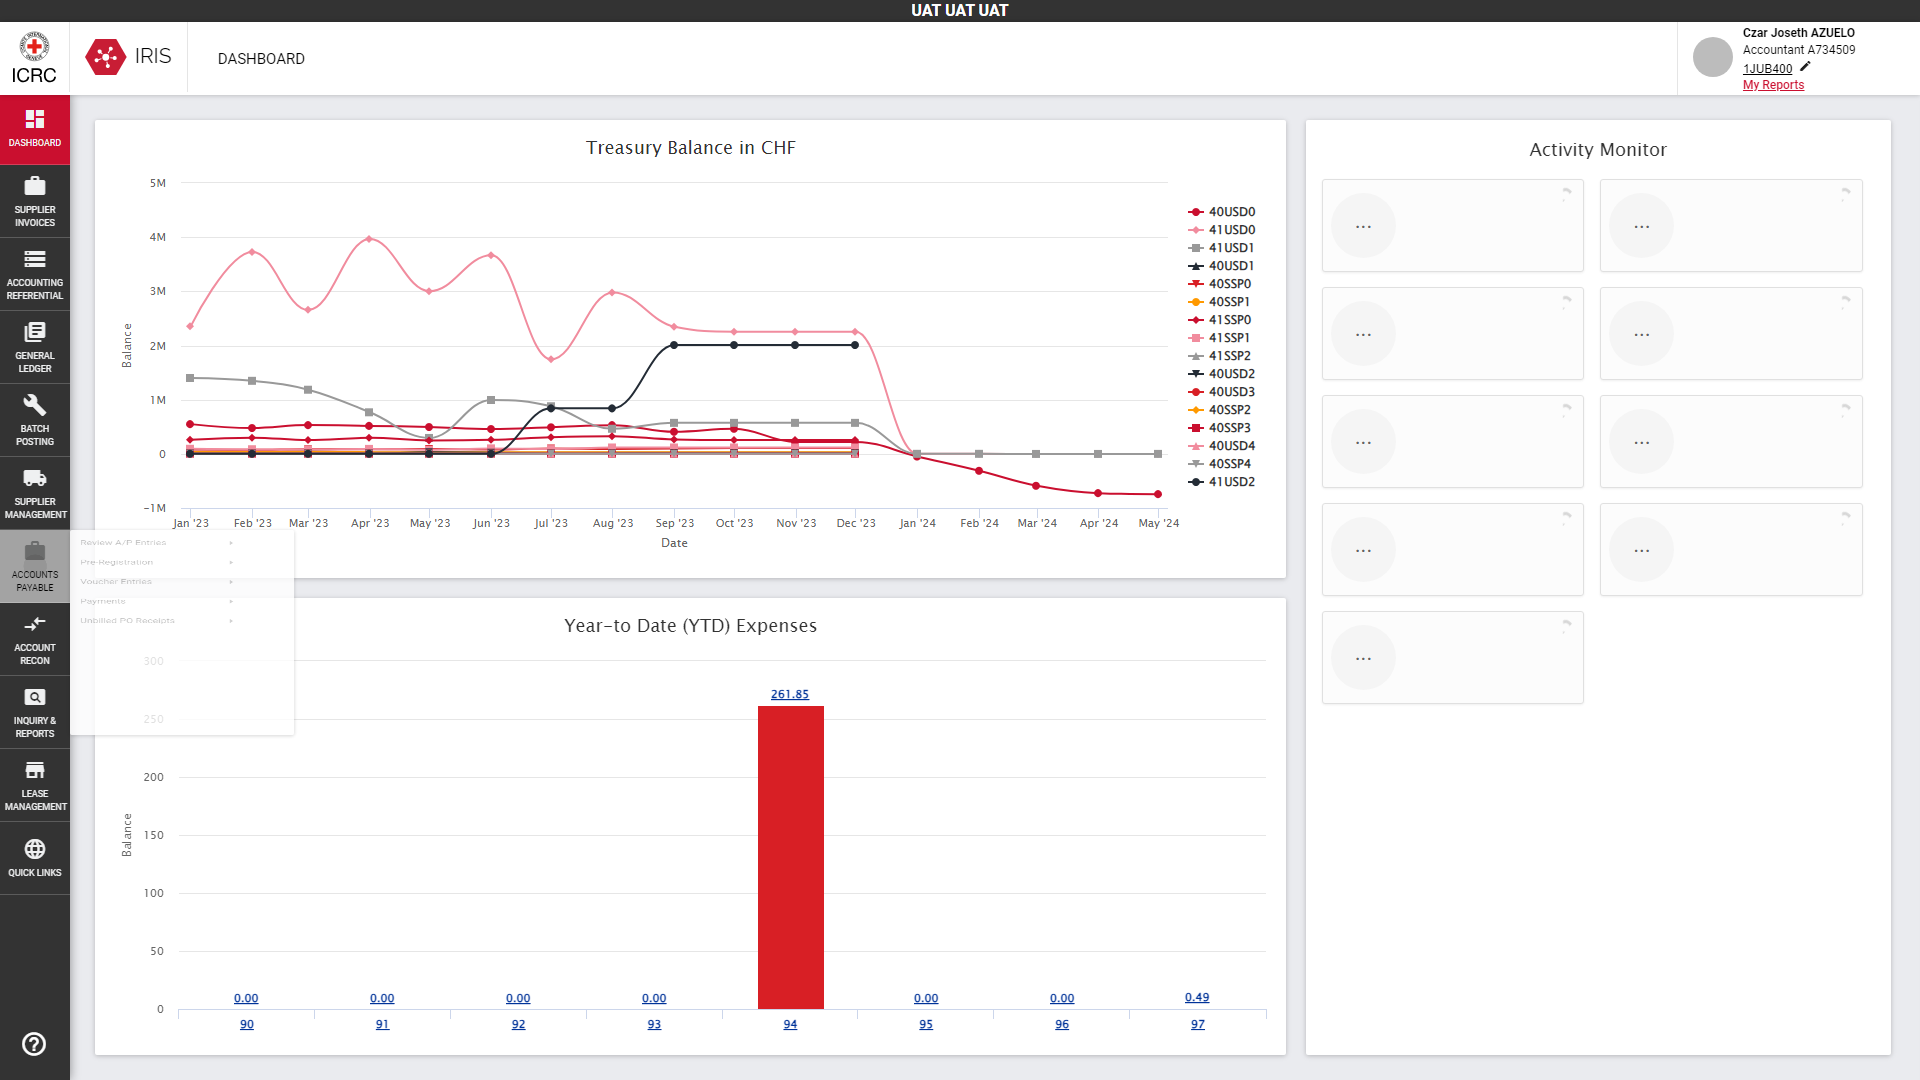 UAT UAT UAT
ICRC
IRIS
DASHBOARD
Czar Joseth AZUELO
Accountant A734509
1JUB400
My Reports
DASHBOARD
SUPPLIER
INVOICES
ACCOUNTING
REFERENTIAL
GENERAL
LEDGER
BATCH
POSTING
SUPPLIER
MANAGEMENT
ACCOUNTS
PAYABLE
ACCOUNT
RECON
INQUIRY &
REPORTS
LEASE
MANAGEMENT
QUICK LINKS
Review A/P Entries
Pre-Registration
Voucher Entries
Payments
Unbilled PO Receipts
Treasury Balance in CHF
Balance
5M
4M
3M
2M
1M
0
-1M
Jan '23 Feb '23 Mar '23 Apr '23 May '23 Jun '23 Jul '23 Aug '23 Sep '23 Oct '23 Nov '23 Dec '23 Jan '24 Feb '24 Mar '24 Apr '24 May '24
Date
40USD0
41USD0
41USD1
40USD1
40SSP0
40SSP1
41SSP0
41SSP1
41SSP2
40USD2
40USD3
40SSP2
40SSP3
40USD4
40SSP4
41USD2
Year-to Date (YTD) Expenses
Balance
300
250
200
150
100
50
0
0.00 0.00 0.00 0.00 261.85 0.00 0.00 0.49
90 91 92 93 94 95 96 97
Activity Monitor
... ...
... ...
... ...
... ...
...